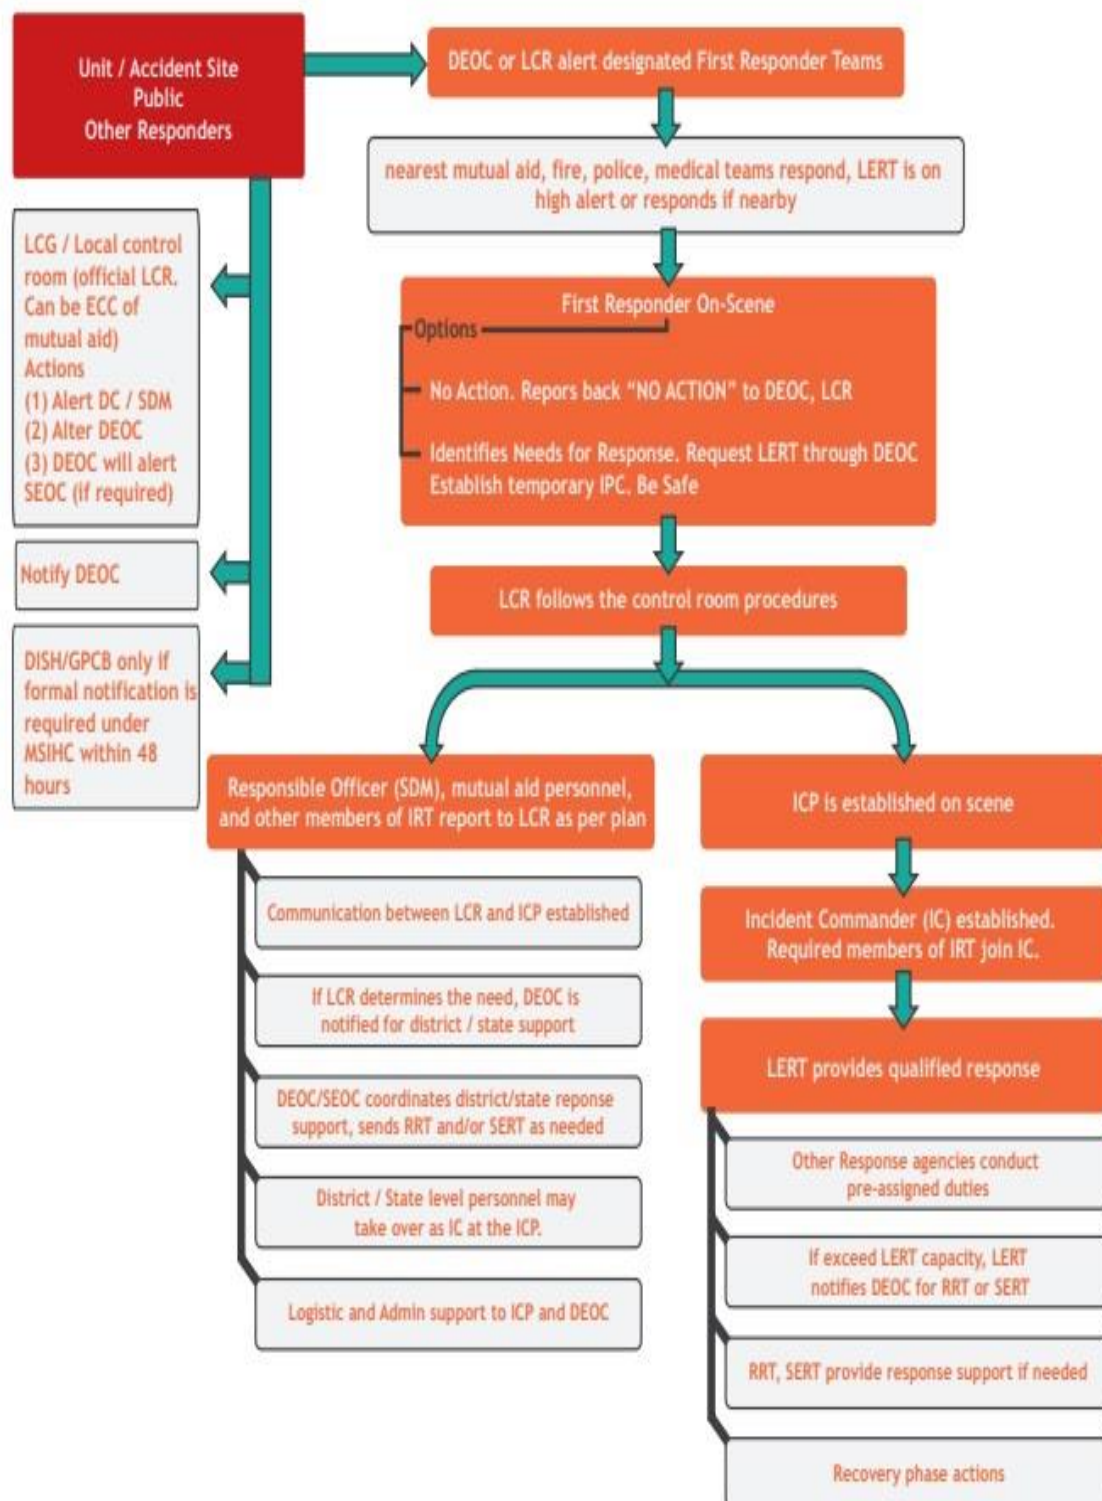 Unit / Accident Site
Public
Other Responders
DEOC or LCR alert designated First Responder Teams
nearest mutual aid, fire, police, medical teams respond, LERT is on
high alert or responds if nearby
LCG / Local control
room (official LCR.
Can be ECC of
mutual aid)
Actions
(1) Alert DC / SDM
(2) Alter DEOC
(3) DEOC will alert
SEOC (if required)
Notify DEOC
DISH/GPCB only if
formal notification is
required under
MSIHC within 48
hours
First Responder On-Scene
Options
No Action. Repors back “NO ACTION” to DEOC, LCR
Identifies Needs for Response. Request LERT through DEOC
Establish temporary IPC. Be Safe
LCR follows the control room procedures
Responsible Officer (SDM), mutual aid personnel,
and other members of IRT report to LCR as per plan
Communication between LCR and ICP established
If LCR determines the need, DEOC is
notified for district / state support
DEOC/SEOC coordinates district/state reponse
support, sends RRT and/or SERT as needed
District / State level personnel may
take over as IC at the ICP.
Logistic and Admin support to ICP and DEOC
ICP is established on scene
Incident Commander (IC) established.
Required members of IRT join IC.
LERT provides qualified response
Other Response agencies conduct
pre-assigned duties
If exceed LERT capacity, LERT
notifies DEOC for RRT or SERT
RRT, SERT provide response support if needed
Recovery phase actions